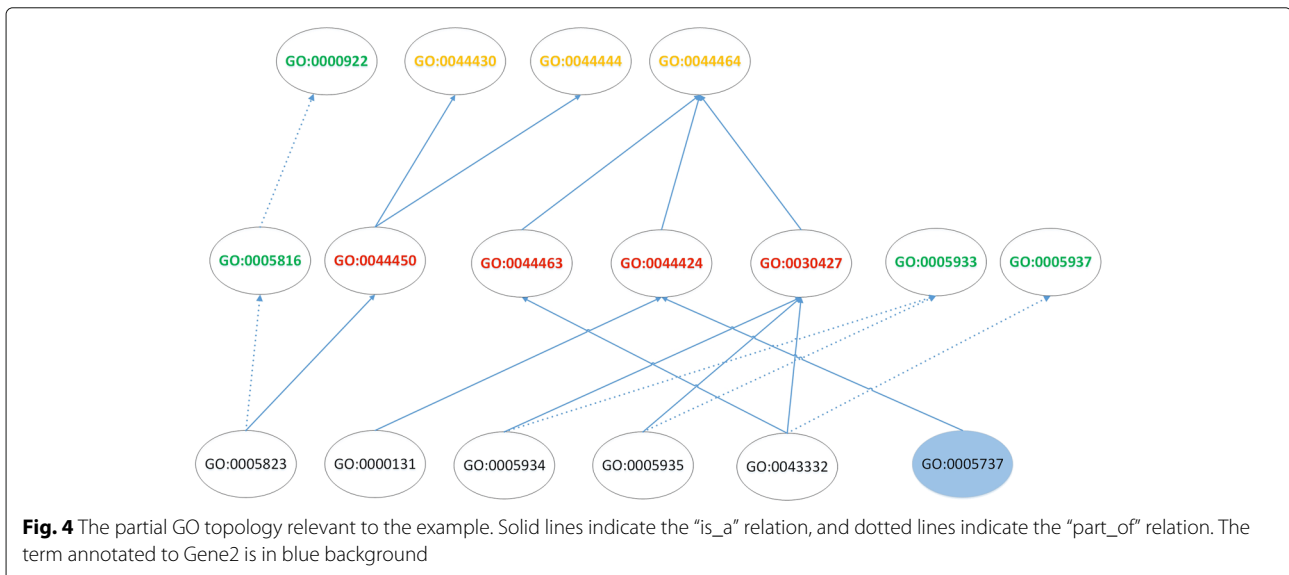 GO:0000922
GO:0044430
GO:0044444
GO:0044464
GO:0005816
GO:0044450
GO:0044463
GO:0044424
GO:0030427
GO:0005933
GO:0005937
GO:0005823
GO:0000131
GO:0005934
GO:0005935
GO:0043332
GO:0005737
Fig. 4 The partial GO topology relevant to the example. Solid lines indicate the “is_a” relation, and dotted lines indicate the “part_of” relation. The
term annotated to Gene2 is in blue background